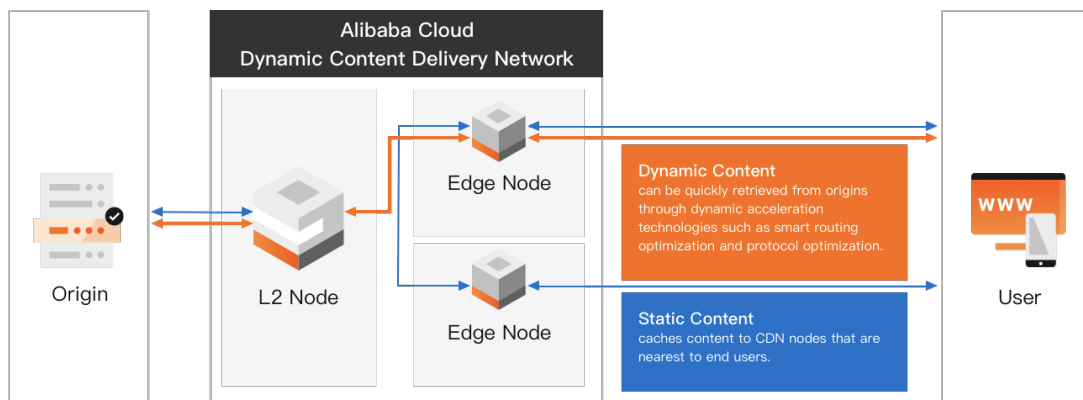 Alibaba Cloud
Dynamic Content Delivery Network
Origin
L2 Node
Edge Node
Edge Node
Dynamic Content
can be quickly retrieved from origins
through dynamic acceleration
technologies such as smart routing
optimization and protocol optimization.
Static Content
caches content to CDN nodes that are
nearest to end users.
www
User